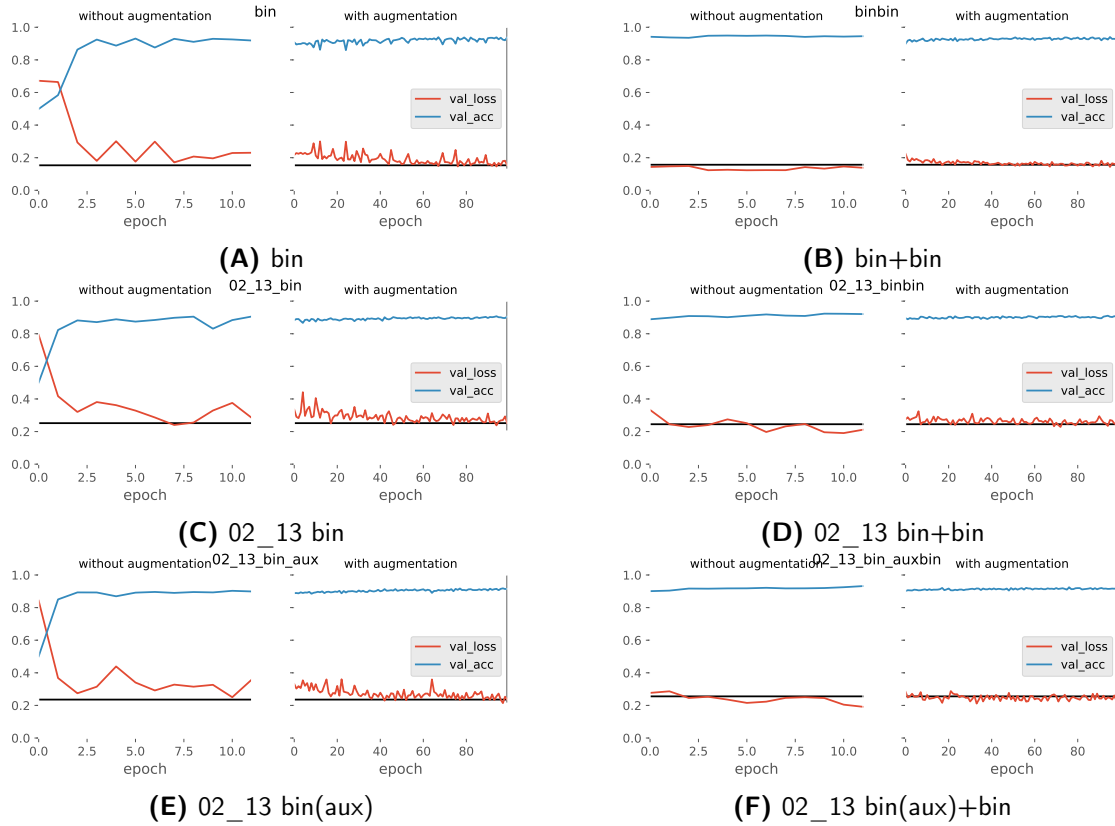 bin
without augmentation
with augmentation
1.0
0.8
0.6
0.4
0.2
0.0
val_loss
val_acc
0.0 2.5 5.0 7.5 10.0
0 20 40 60 80
epoch
epoch
(A) bin
binbin
without augmentation
with augmentation
1.0
0.8
0.6
0.4
0.2
0.0
val_loss
val_acc
0.0 2.5 5.0 7.5 10.0
0 20 40 60 80
epoch
epoch
(B) bin+bin
02_13_bin
without augmentation
with augmentation
1.0
0.8
0.6
0.4
0.2
0.0
val_loss
val_acc
0.0 2.5 5.0 7.5 10.0
0 20 40 60 80
epoch
epoch
(C) 02_13 bin
02_13_binbin
without augmentation
with augmentation
1.0
0.8
0.6
0.4
0.2
0.0
val_loss
val_acc
0.0 2.5 5.0 7.5 10.0
0 20 40 60 80
epoch
epoch
(D) 02_13 bin+bin
02_13_bin_aux
without augmentation
with augmentation
1.0
0.8
0.6
0.4
0.2
0.0
val_loss
val_acc
0.0 2.5 5.0 7.5 10.0
0 20 40 60 80
epoch
epoch
(E) 02_13 bin(aux)
02_13_bin_auxbin
without augmentation
with augmentation
1.0
0.8
0.6
0.4
0.2
0.0
val_loss
val_acc
0.0 2.5 5.0 7.5 10.0
0 20 40 60 80
epoch
epoch
(F) 02_13 bin(aux)+bin